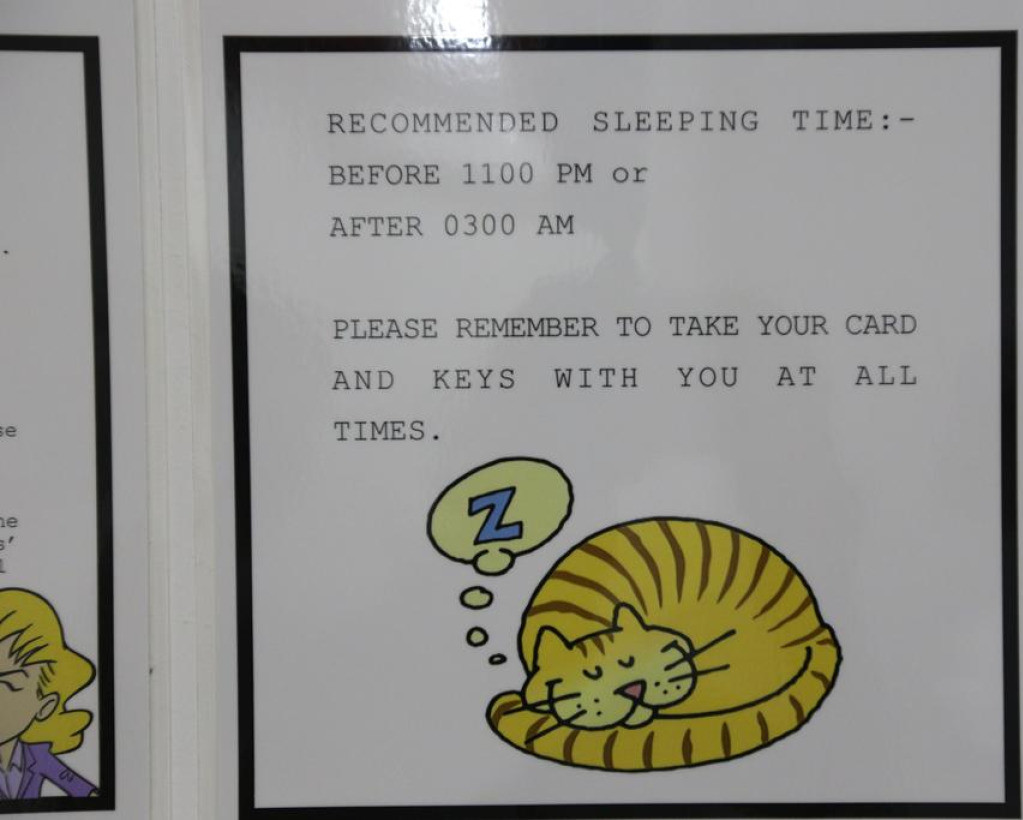 RECOMMENDED SLEEPING TIME:-
BEFORE 1100 PM or
AFTER 0300 AM
PLEASE REMEMBER TO TAKE YOUR CARD
AND KEYS WITH YOU AT ALL
TIMES.
Z